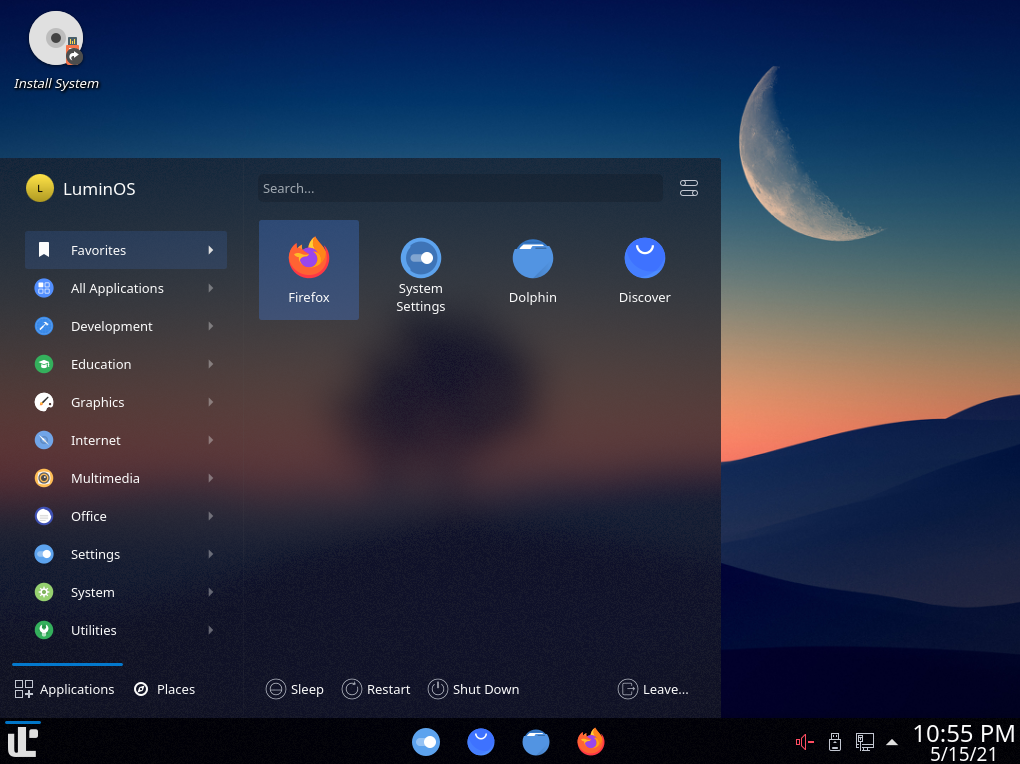 Install System
L
LuminOS
Search...
Favorites
All Applications
Development
Education
Graphics
Internet
Multimedia
Office
Settings
System
Utilities
Firefox
System
Settings
Dolphin
Discover
Applications
Places
Sleep
Restart
Shut Down
Leave...
10:55 PM
5/15/21